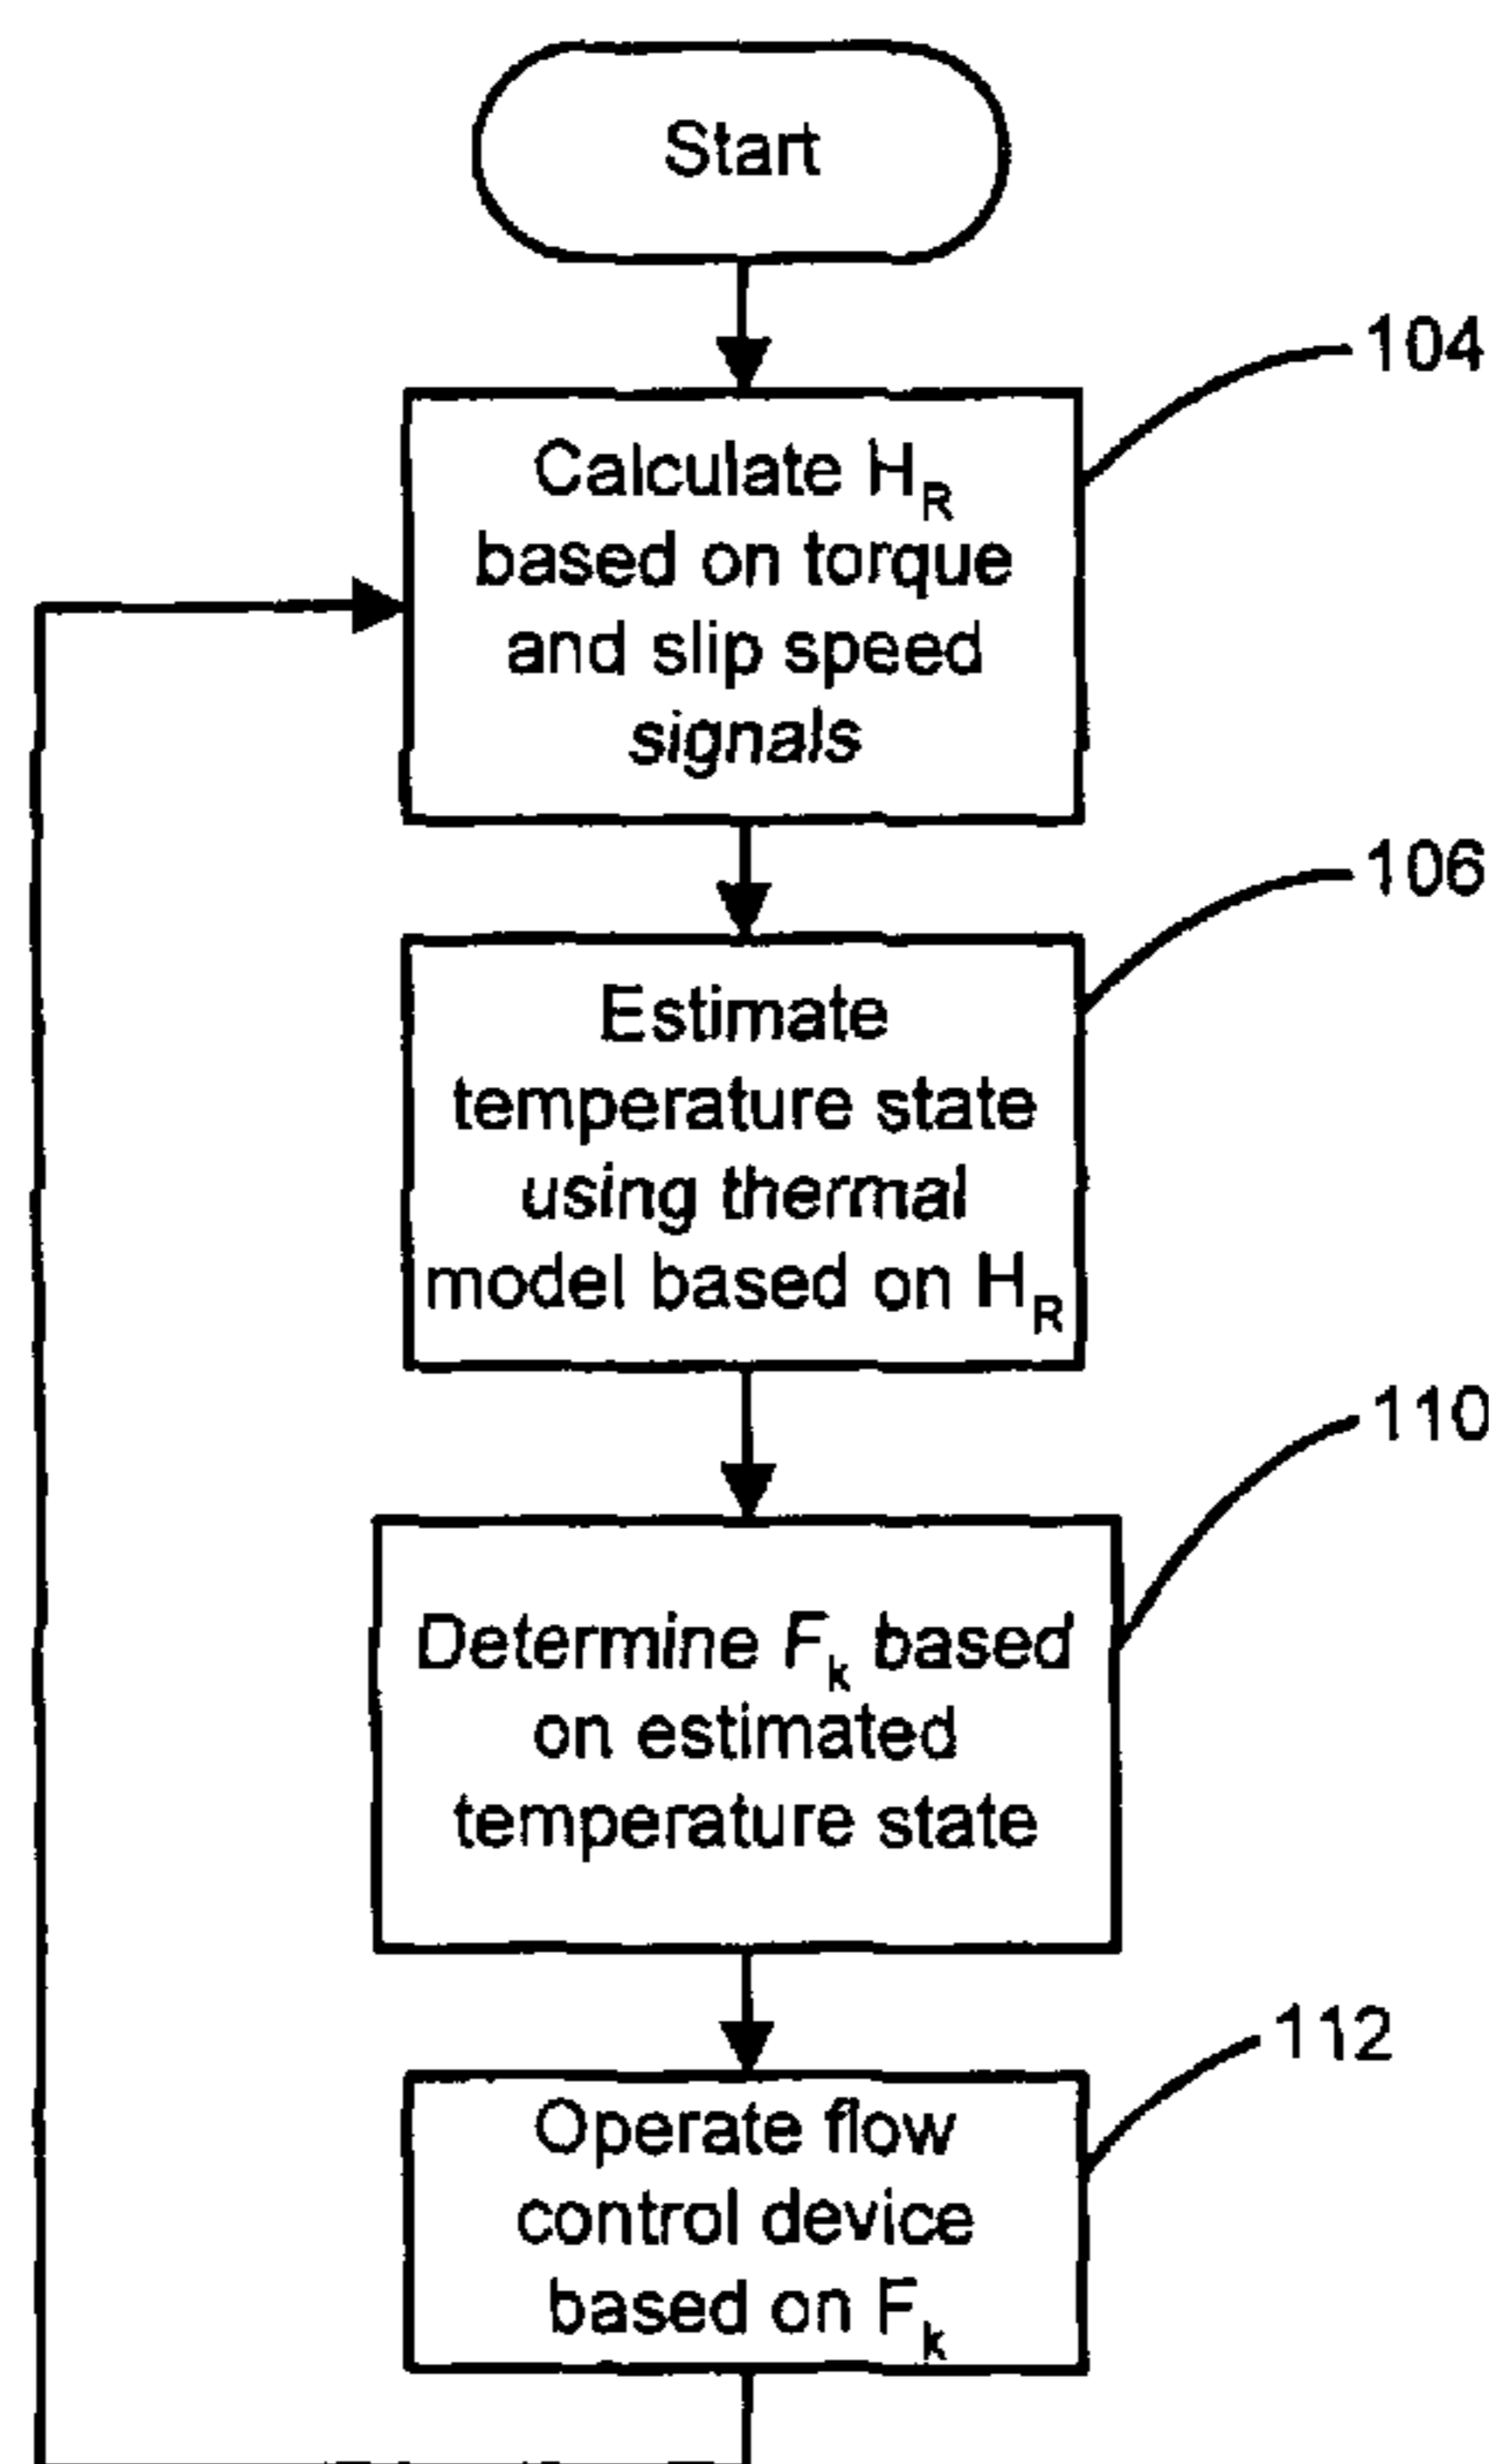 Start
104
Calculate H_R
based on torque
and slip speed
signals
106
Estimate
temperature state
using thermal
model based on H_R
110
Determine F_k based
on estimated
temperature state
112
Operate flow
control device
based on F_k